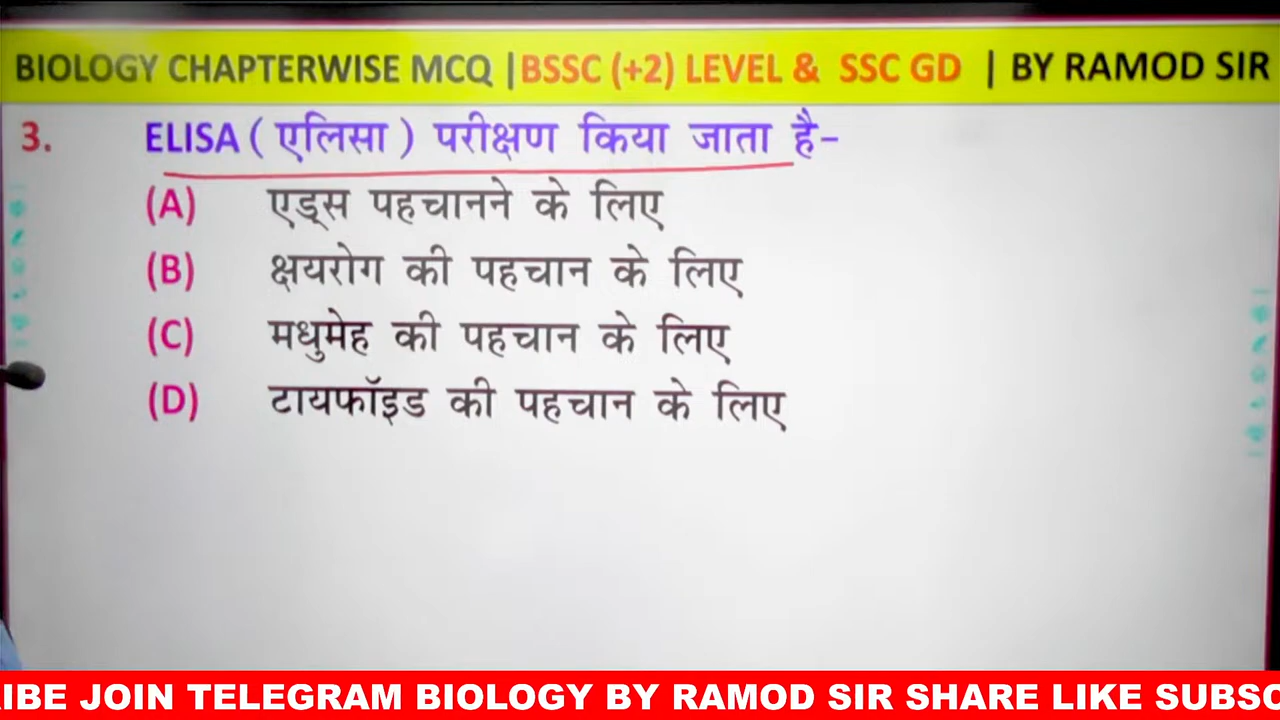 BIOLOGY CHAPTERWISE MCQ |BSSC (+2) LEVEL & SSC GD | BY RAMOD SIR
3. ELISA ( एलिसा ) परीक्षण किया जाता है-
(A) एड्स पहचानने के लिए
(B) क्षयरोग की पहचान के लिए
(C) मधुमेह की पहचान के लिए
(D) टायफॉइड की पहचान के लिए
RIBE JOIN TELEGRAM BIOLOGY BY RAMOD SIR SHARE LIKE SUBSC